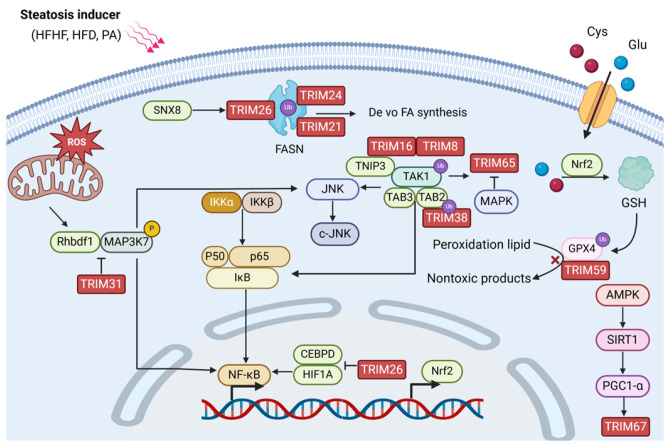 Steatosis inducer
(HFHF, HFD, PA)
Cys
Glu
ROS
SNX8
TRIM26
TRIM24
Ub
TRIM21
FASN
De vo FA synthesis
TRIM16
TRIM8
TNIP3
Ub
TAK1
TRIM65
TAB3
TAB2
Ub
TRIM38
MAPK
Nrf2
GSH
JNK
c-JNK
IKKα
IKKβ
P50
p65
IκB
Rhbdf1
MAP3K7
P
TRIM31
Peroxidation lipid
Nontoxic products
GPX4
Ub
TRIM59
AMPK
SIRT1
PGC1-α
TRIM67
NF-κB
CEBPD
HIF1A
TRIM26
Nrf2